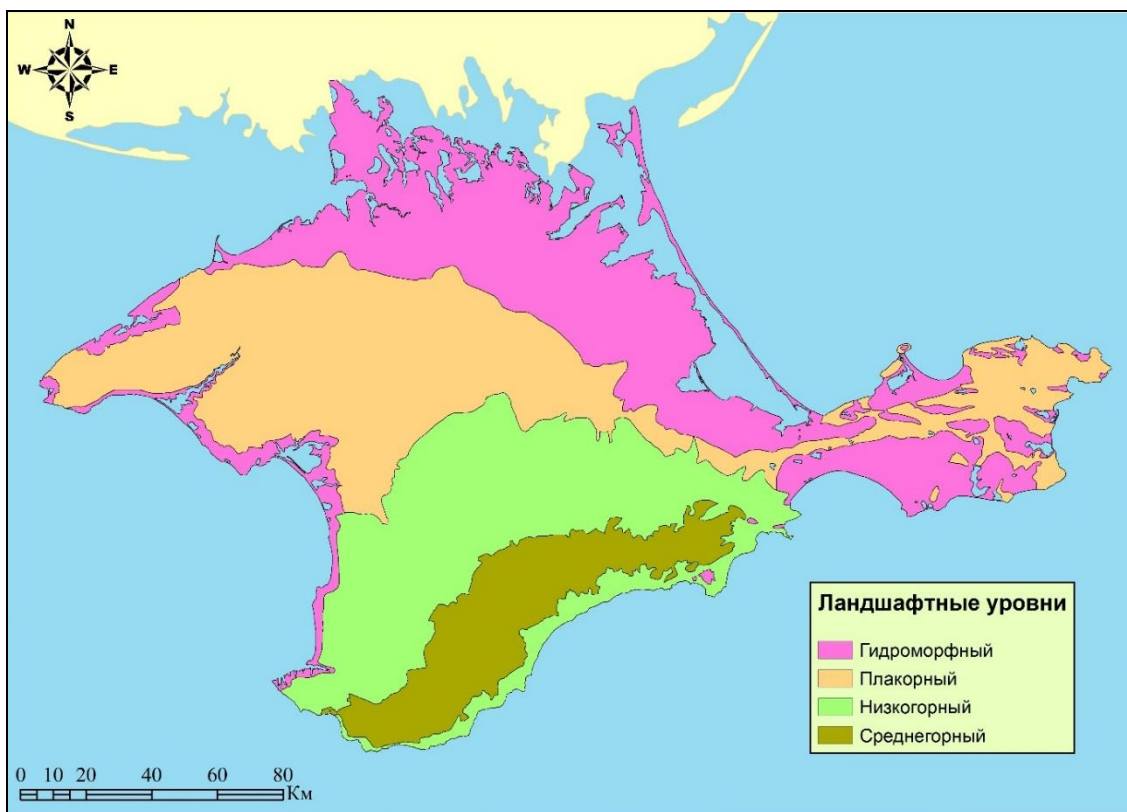 N
W E
S
Ландшафтные уровни
Гидроморфный
Плакорный
Низкогорный
Среднегорный
0 10 20 40 60 80
Км